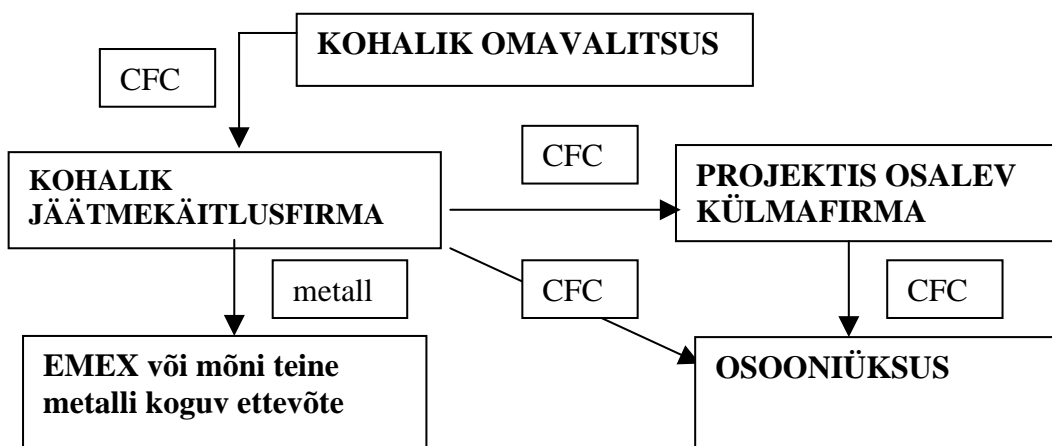 KOHALIK OMAVALITSUS
CFC
CFC
KOHALIK
JÄÄTMEKÄITLUSFIRMA
PROJEKTIS OSALEV
KÜLMAFIRMA
metall
CFC
CFC
EMEX või mõni teine
metalli koguv ettevõte
OSOONIÜKSUS